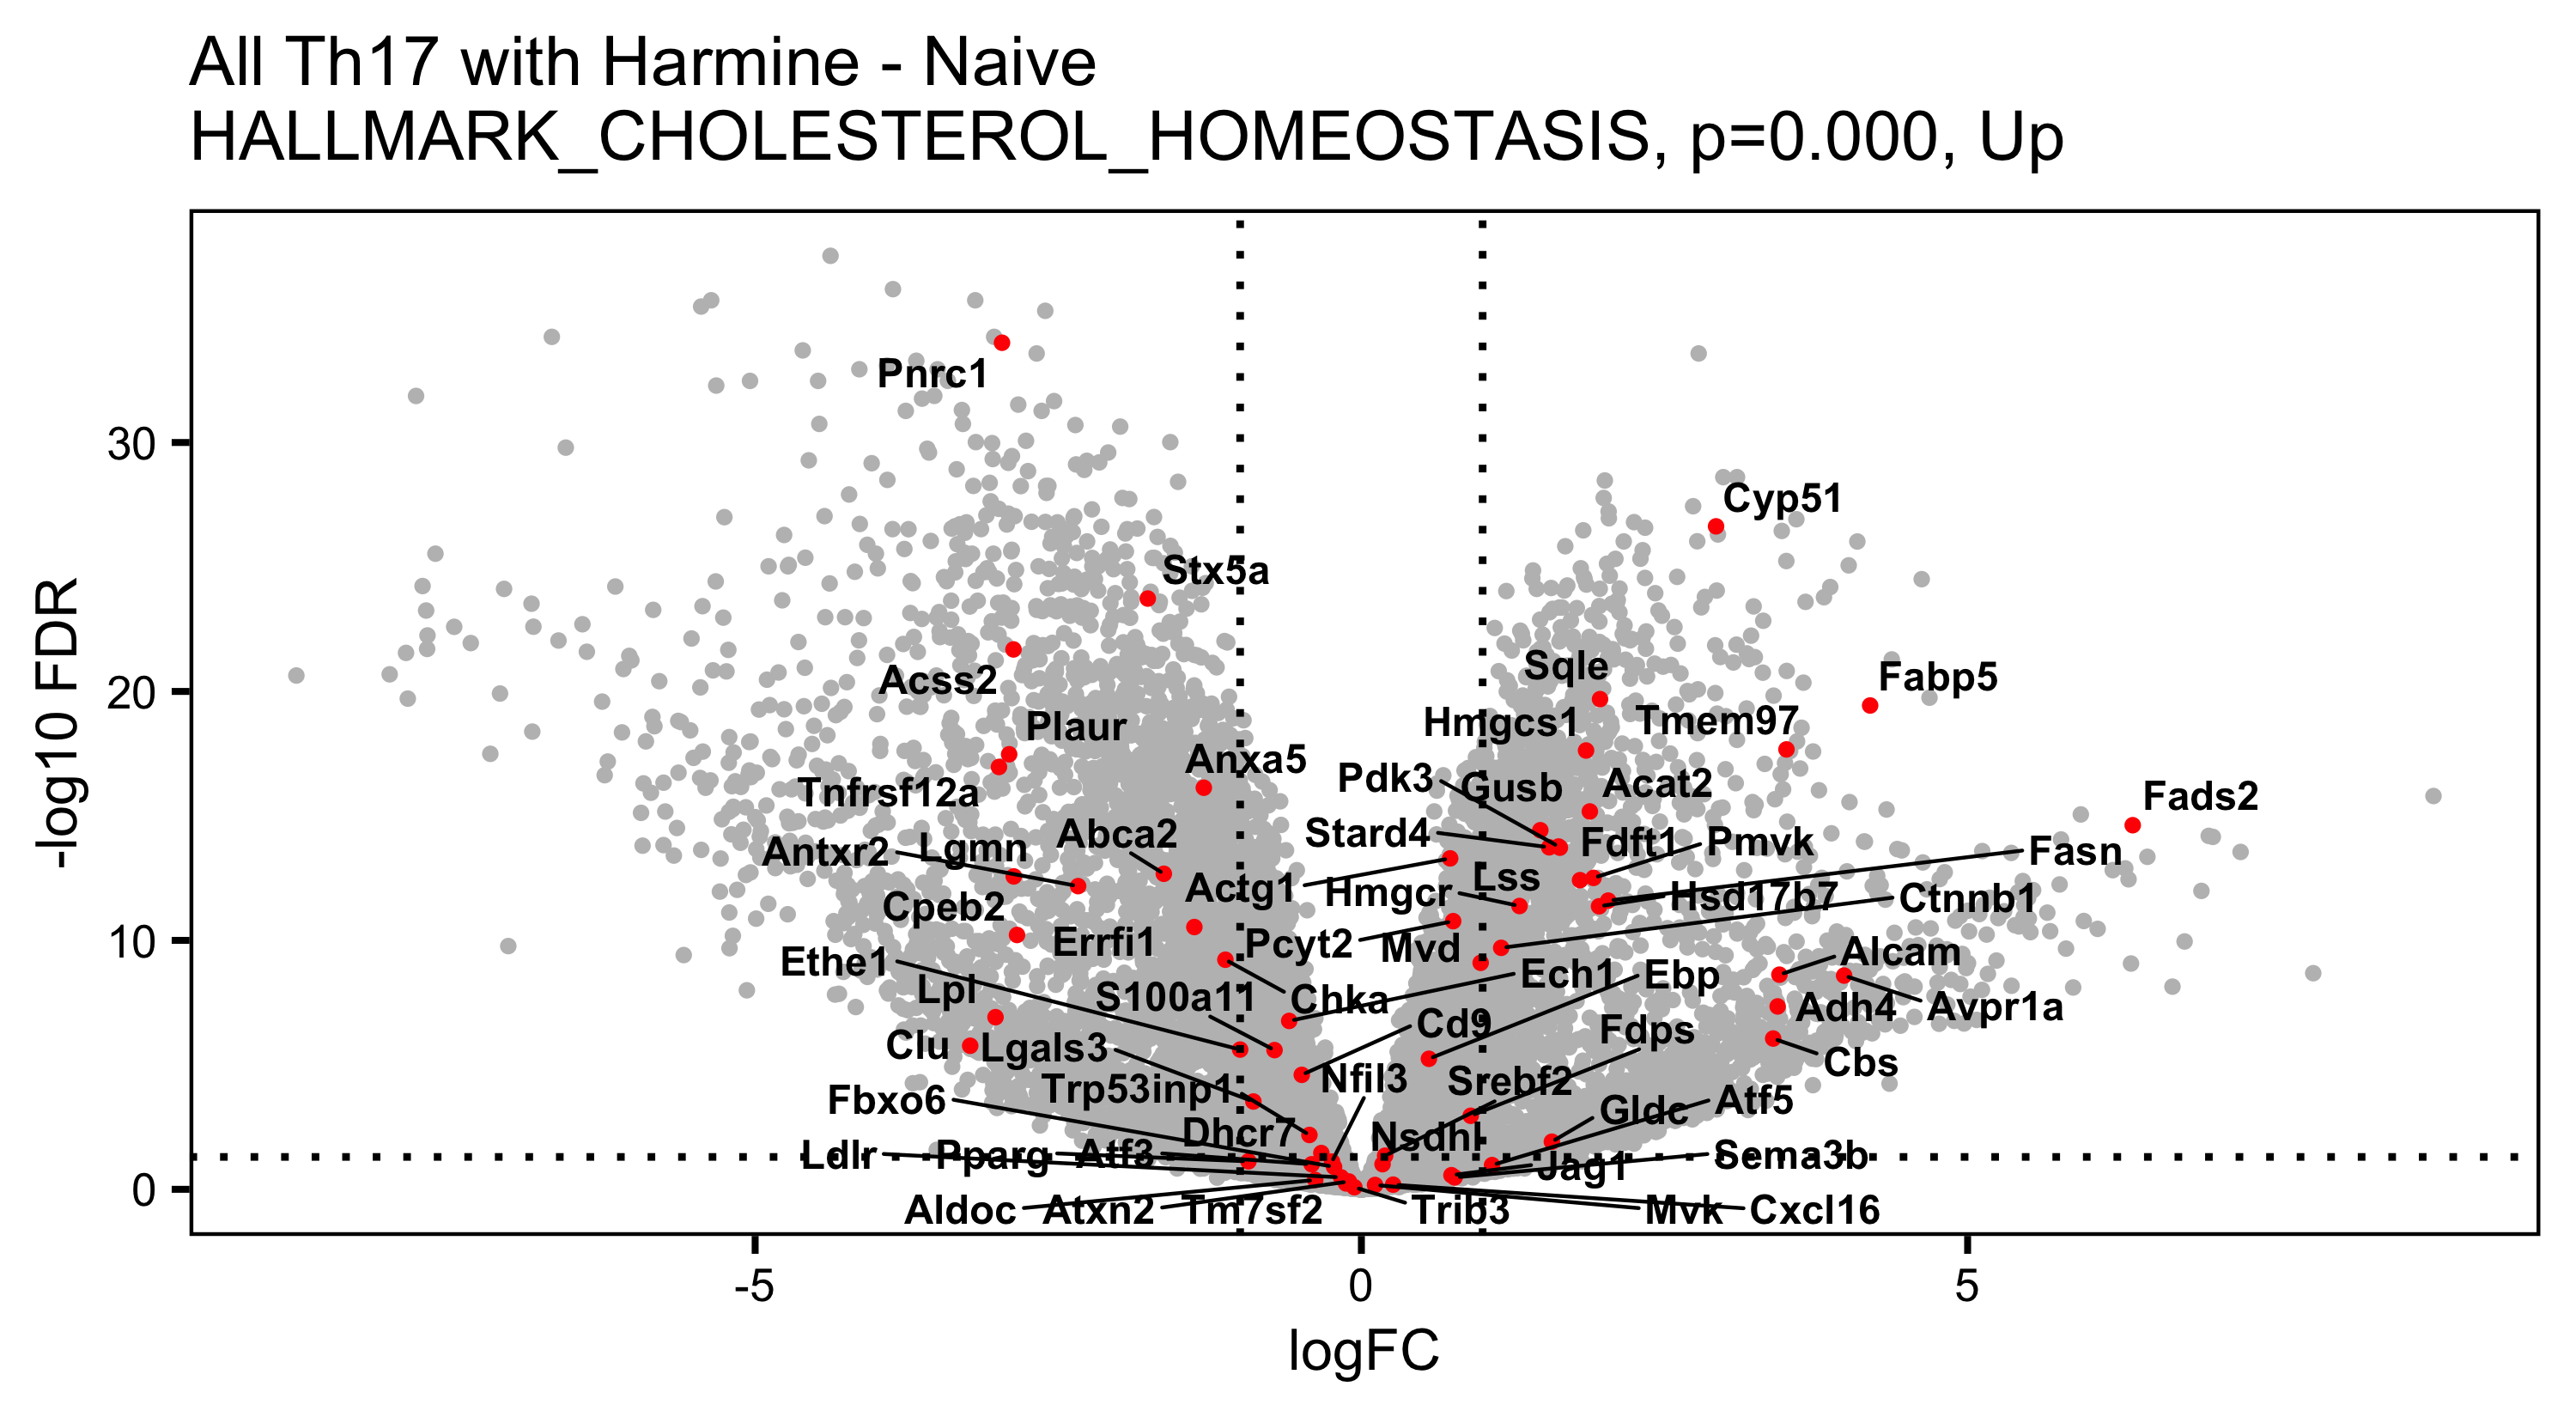 All Th17 with Harmine - Naive
HALLMARK_CHOLESTEROL_HOMEOSTASIS, p=0.000, Up
-log10 FDR
30
20
10
0
Pnrc1
Cyp51
Stx5a
Sqle
Fabp5
Acss2
Hmgcs1
Tmem97
Plaur
Anxa5
Pdk3
Gusb
Acat2
Tnfrsf12a
Fads2
Antxr2
Lgmn
Abca2
Stard4
Fdft1
Pmvk
Fasn
Cpeb2
Actg1
Hmgcr
Lss
Hsd17b7
Ctnnb1
Ethe1
Errfi1
Pcyt2
Mvd
Alcam
Lpl
S100a11
Chka
Ech1
Ebp
Adh4
Avpr1a
Clu
Lgals3
Cd9
Fdps
Cbs
Fbxo6
Trp53inp1
Nfil3
Srebf2
Gldc
Atf5
Dhcr7
Nsdhl
Ldlr
Pparg
Atf3
Jag1
Sema3b
Aldoc
Atxn2
Tm7sf2
Trib3
Mvk
Cxcl16
-5
0
5
logFC